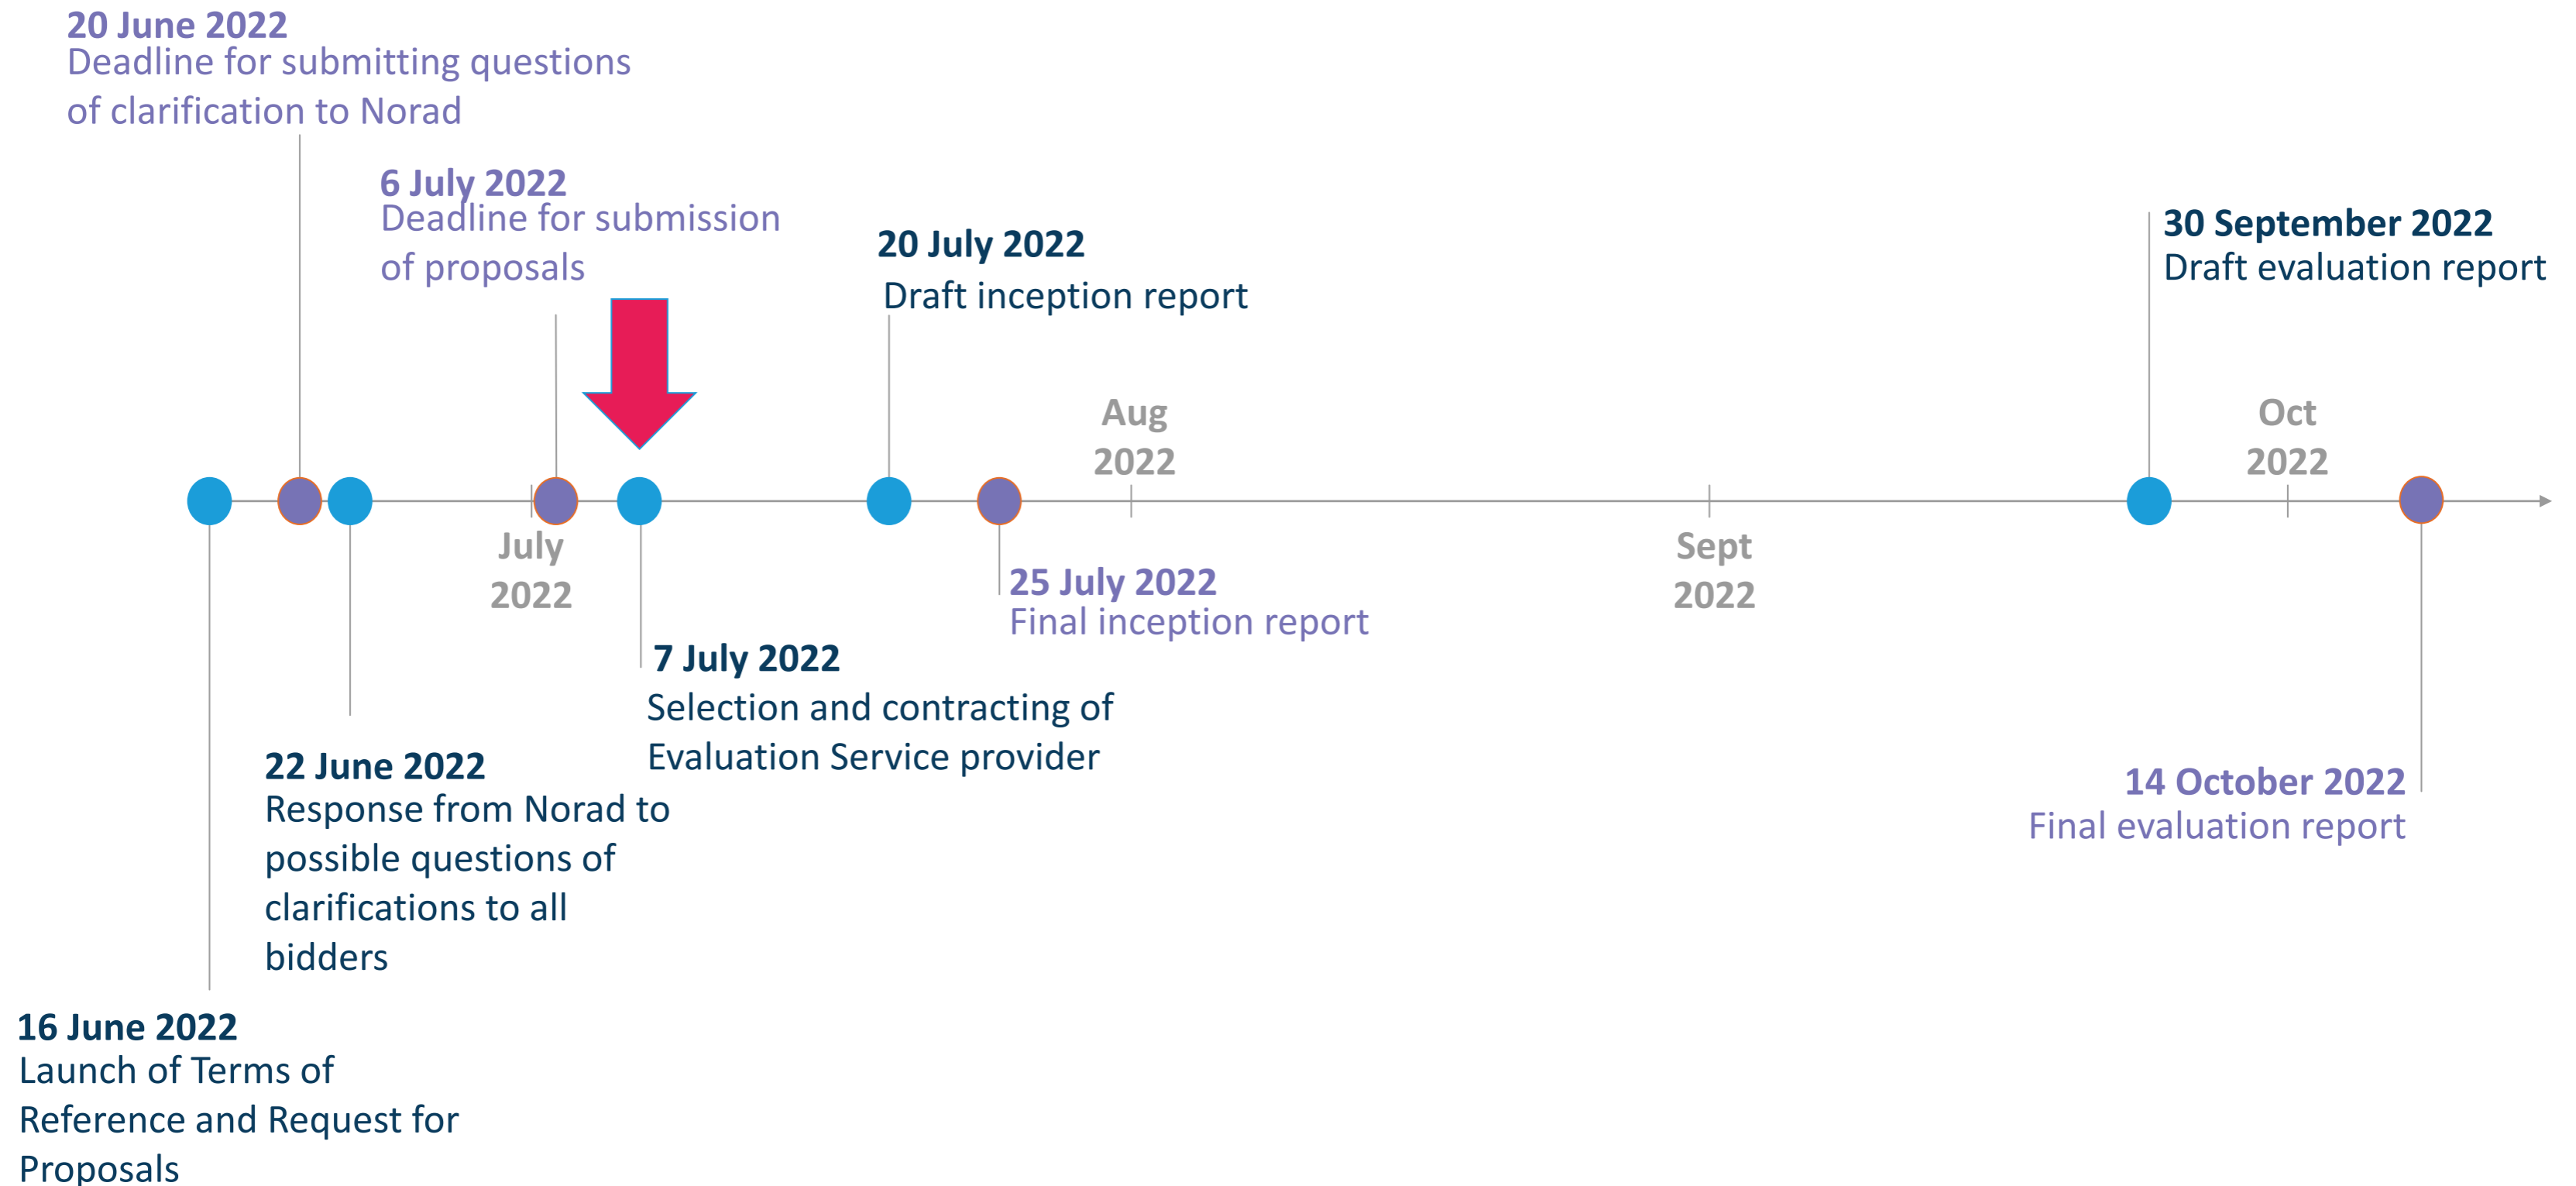 20 June 2022
Deadline for submitting questions
of clarification to Norad
6 July 2022
Deadline for submission
of proposals
20 July 2022
Draft inception report
30 September 2022
Draft evaluation report
Aug
2022
Oct
2022
July
2022
Sept
2022
25 July 2022
Final inception report
7 July 2022
Selection and contracting of
Evaluation Service provider
22 June 2022
Response from Norad to
possible questions of
clarifications to all
bidders
14 October 2022
Final evaluation report
16 June 2022
Launch of Terms of
Reference and Request for
Proposals